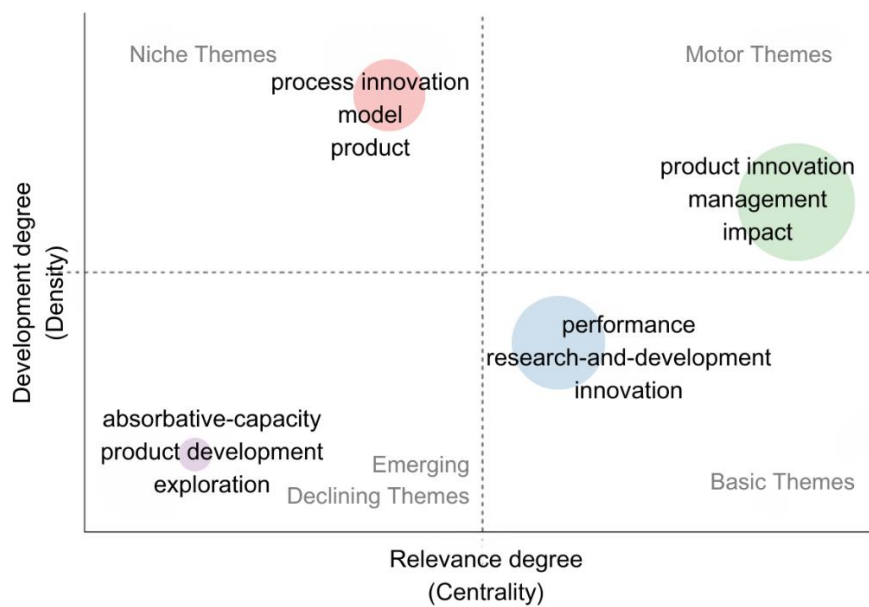 Niche Themes
Motor Themes
process innovation
model
product
product innovation
management
impact
Development degree
(Density)
performance
research-and-development
innovation
absorbative-capacity
product development
exploration
Emerging
Declining Themes
Basic Themes
Relevance degree
(Centrality)